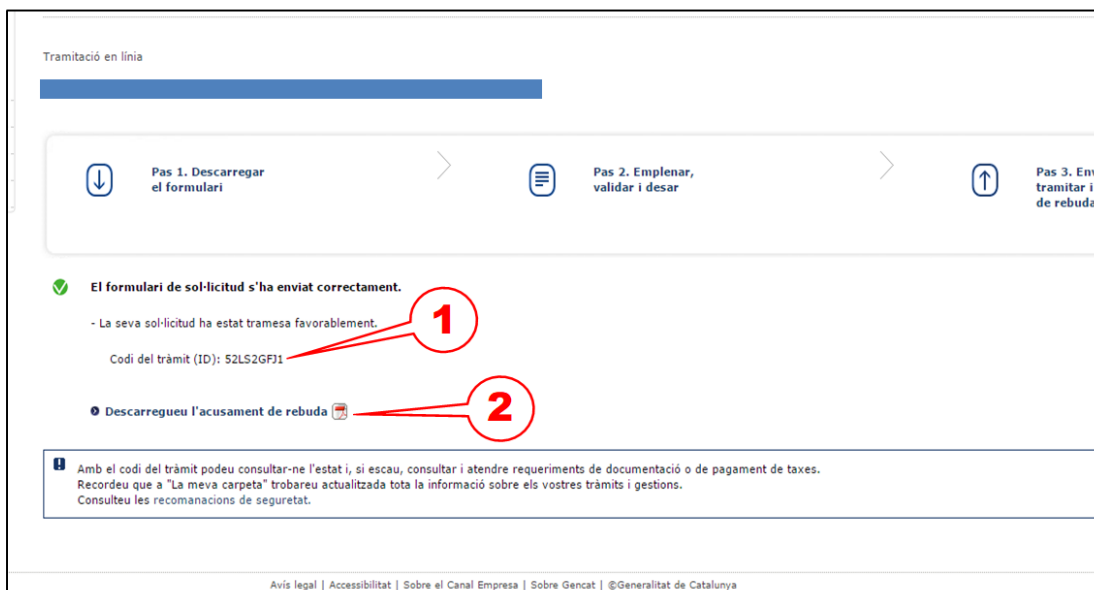 Tramitació en línia
Pas 1. Descarregar
el formulari
Pas 2. Emplenar,
validar i desar
Pas 3. Env
tramitar i
de rebuda
El formulari de sol·licitud s'ha enviat correctament.
- La seva sol·licitud ha estat tramesa favorablement.
1
Codi del tràmit (ID): 52LS2GFJ1
Descarregueu l'acusament de rebuda
2
Amb el codi del tràmit podeu consultar-ne l'estat i, si escau, consultar i atendre requeriments de documentació o de pagament de taxes.
Recordeu que a "La meva carpeta" trobareu actualitzada tota la informació sobre els vostres tràmits i gestions.
Consulteu les recomanacions de seguretat.
Avís legal | Accessibilitat | Sobre el Canal Empresa | Sobre Gencat | ©Generalitat de Catalunya